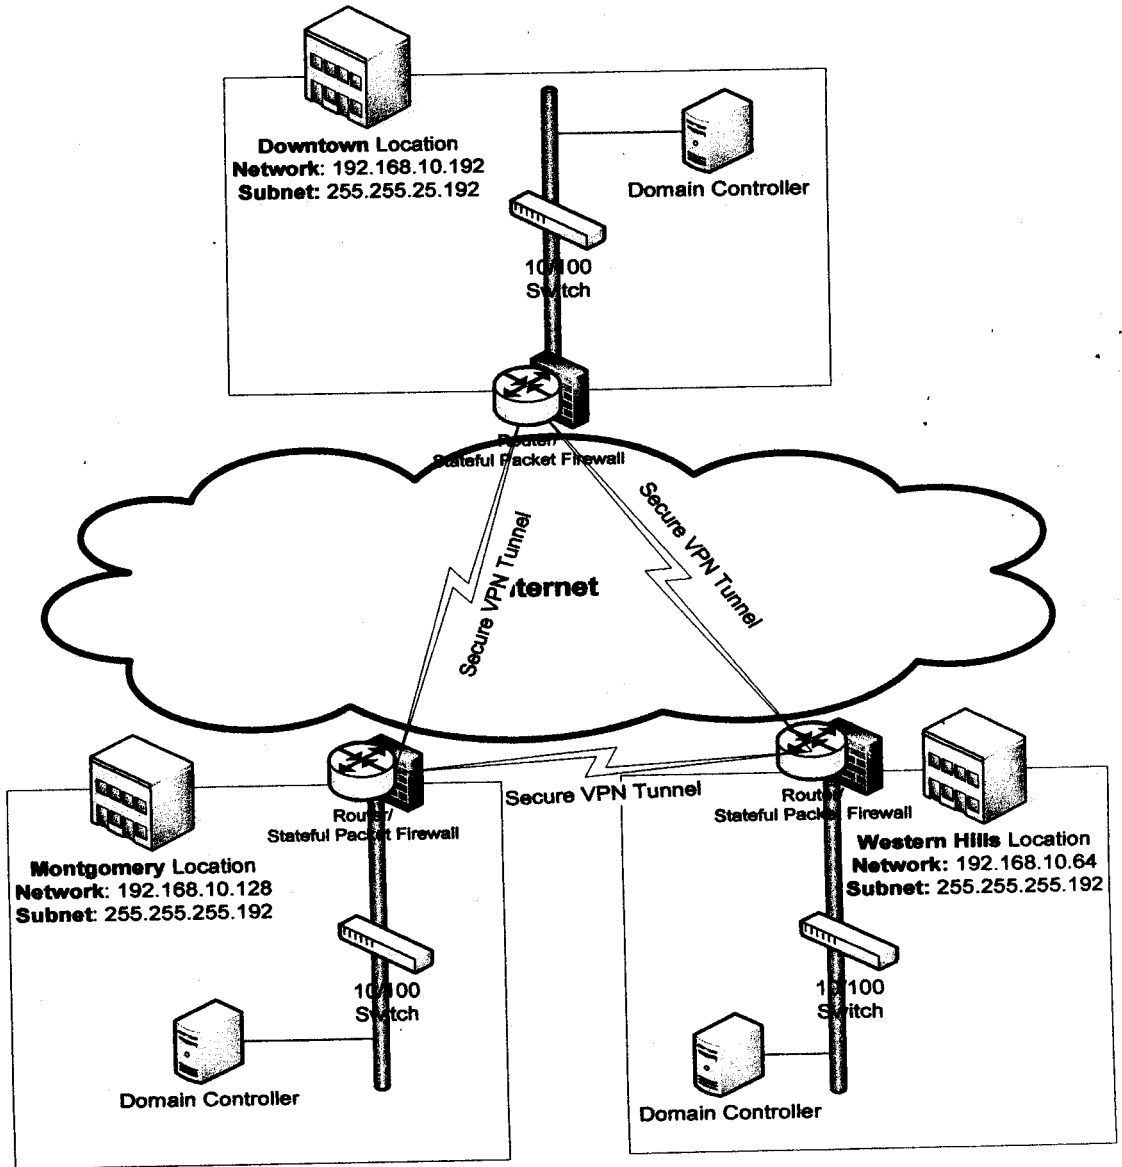 Downtown Location
Network: 192.168.10.192
Subnet: 255.255.25.192
Domain Controller
10/100
Switch
Router/
Stateful Packet Firewall
Secure VPN Tunnel
Secure VPN Tunnel
Internet
Secure VPN Tunnel
Router/
Stateful Packet Firewall
Montgomery Location
Network: 192.168.10.128
Subnet: 255.255.255.192
10/100
Switch
Domain Controller
Router/
Stateful Packet Firewall
Western Hills Location
Network: 192.168.10.64
Subnet: 255.255.255.192
10/100
Switch
Domain Controller